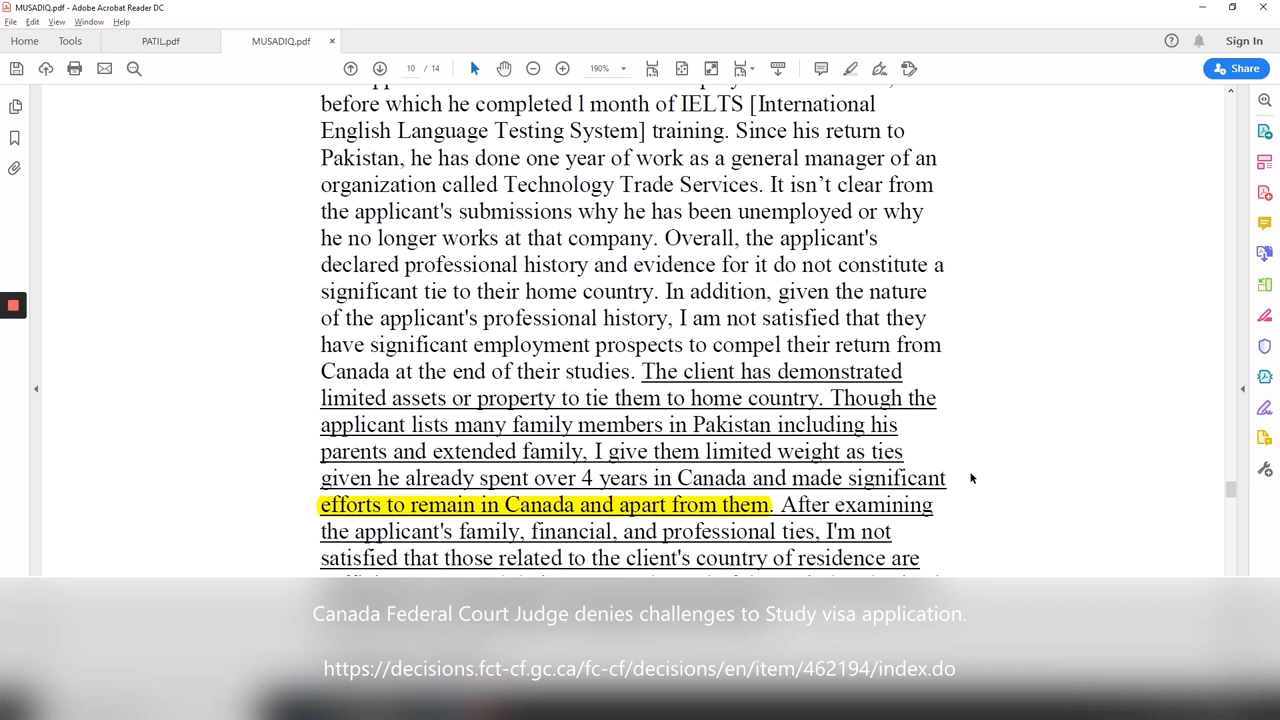 MUSADIQ.pdf - Adobe Acrobat Reader DC
File Edit View Window Help
Home Tools PATIL.pdf MUSADIQ.pdf × Sign In
10 / 14 190% Share
before which he completed l month of IELTS [International
English Language Testing System] training. Since his return to
Pakistan, he has done one year of work as a general manager of an
organization called Technology Trade Services. It isn’t clear from
the applicant's submissions why he has been unemployed or why
he no longer works at that company. Overall, the applicant's
declared professional history and evidence for it do not constitute a
significant tie to their home country. In addition, given the nature
of the applicant's professional history, I am not satisfied that they
have significant employment prospects to compel their return from
Canada at the end of their studies. The client has demonstrated
limited assets or property to tie them to home country. Though the
applicant lists many family members in Pakistan including his
parents and extended family, I give them limited weight as ties
given he already spent over 4 years in Canada and made significant
efforts to remain in Canada and apart from them. After examining
the applicant's family, financial, and professional ties, I'm not
satisfied that those related to the client's country of residence are
Canada Federal Court Judge denies challenges to Study visa application.
https://decisions.fct-cf.gc.ca/fc-cf/decisions/en/item/462194/index.do